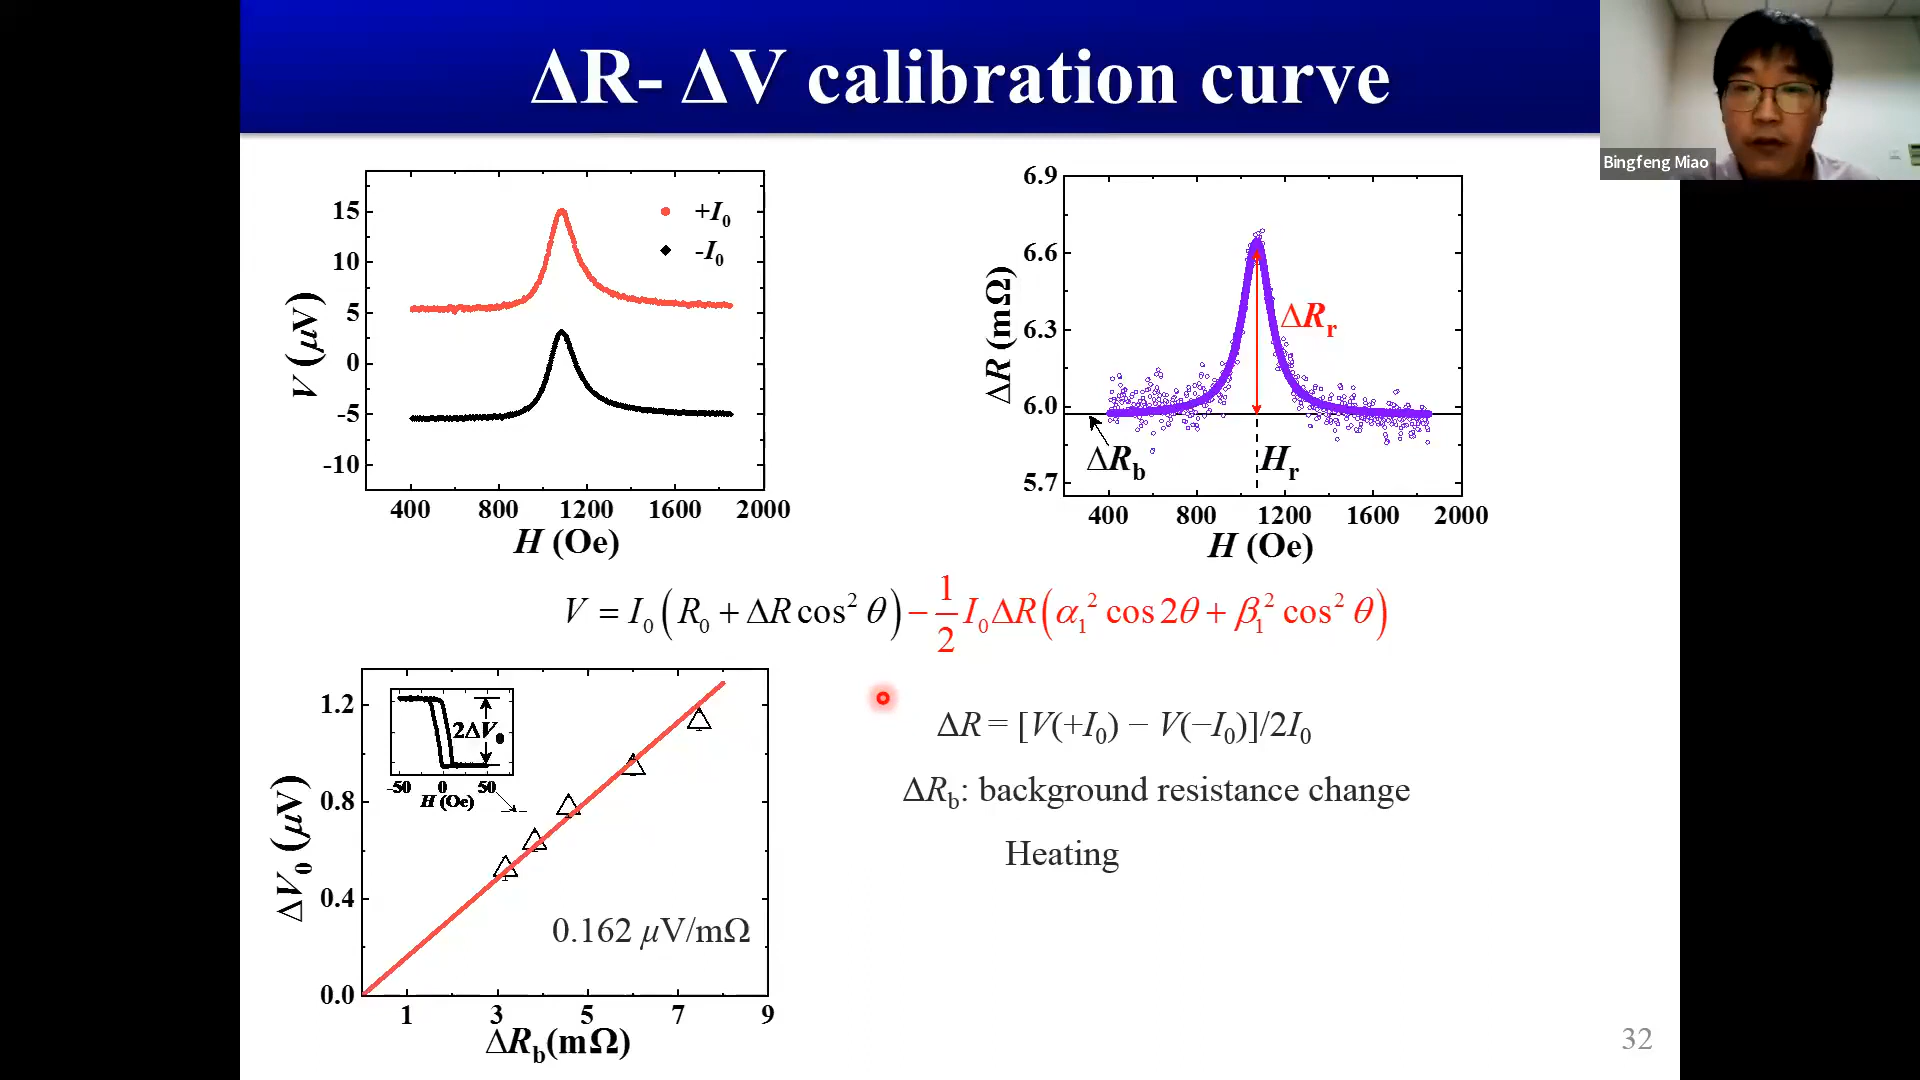 ΔR- ΔV calibration curve
Bingfeng Miao
V (μV)
15
10
5
0
-5
-10
+I₀
-I₀
400 800 1200 1600 2000
H (Oe)
ΔR (mΩ)
6.9
6.6
6.3
6.0
5.7
ΔRᵣ
ΔR_b
Hᵣ
400 800 1200 1600 2000
H (Oe)
V = I₀(R₀ + ΔR cos² θ) − 1/2 I₀ΔR(α₁² cos 2θ + β₁² cos² θ)
ΔV₀ (μV)
1.2
0.8
0.4
0.0
2ΔV₀
-50 0 50
H (Oe)
0.162 μV/mΩ
1 3 5 7 9
ΔR_b(mΩ)
ΔR = [V(+I₀) − V(−I₀)]/2I₀
ΔR_b: background resistance change
Heating
32